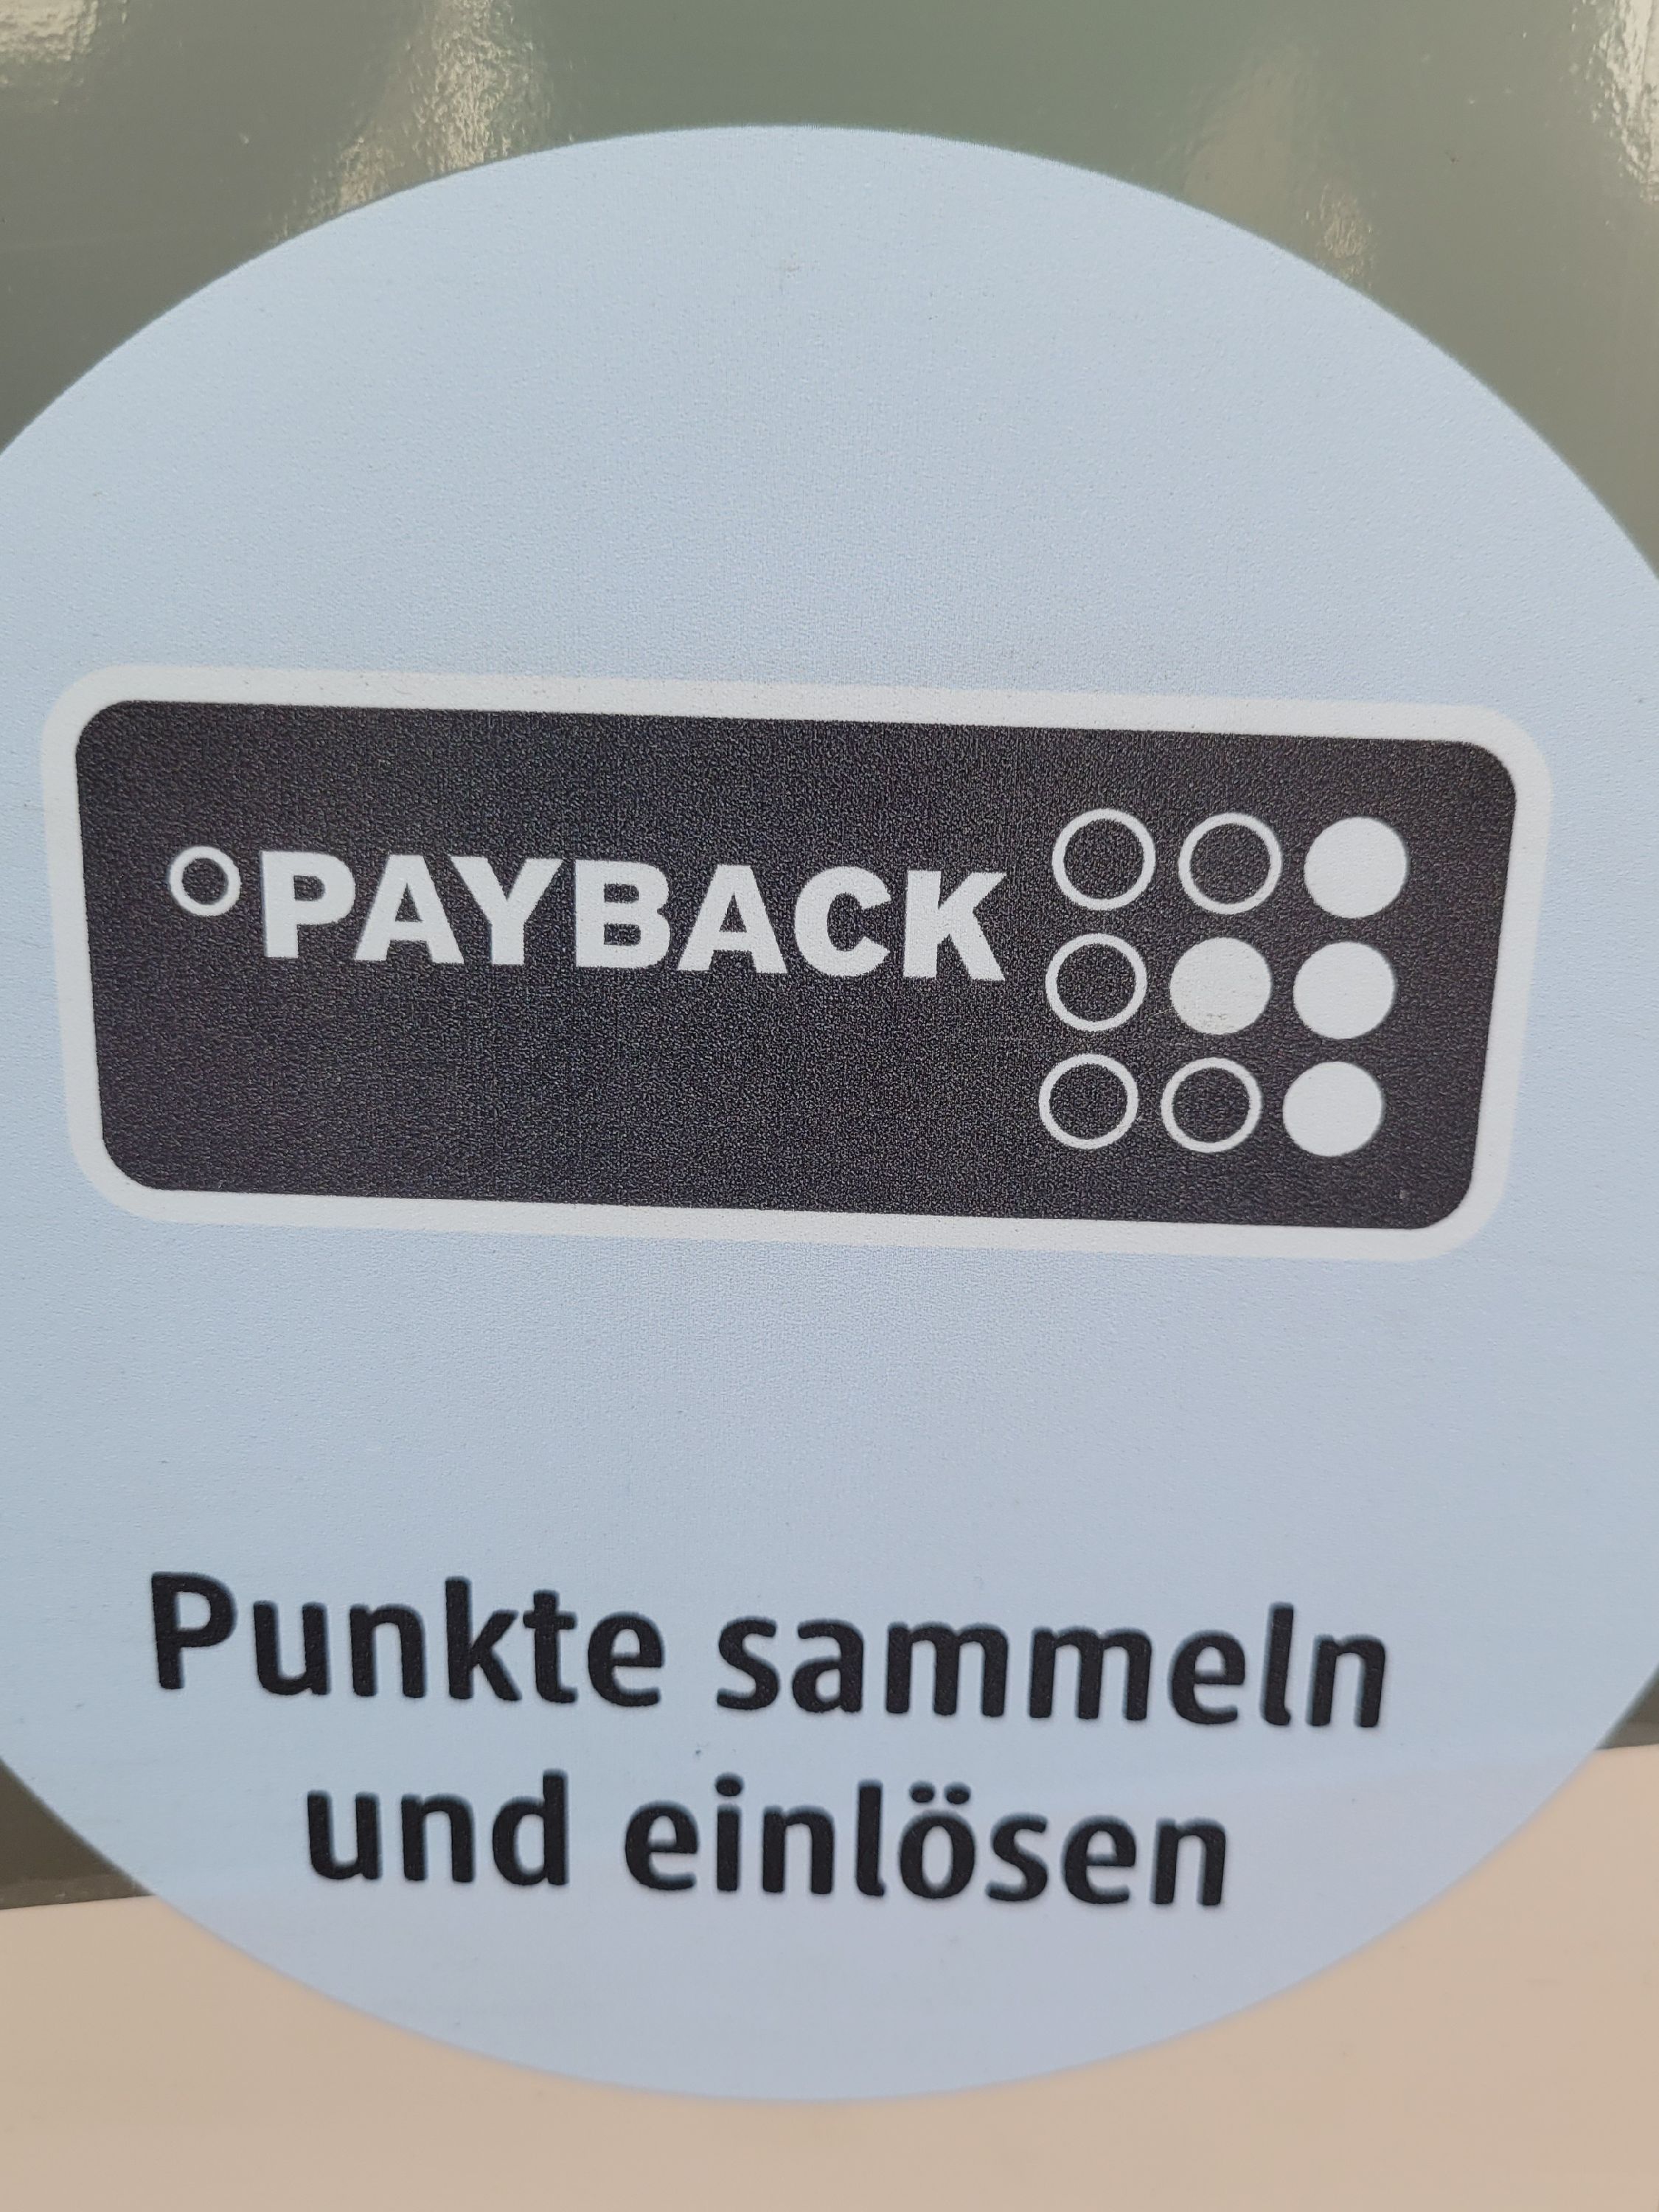 PAYBACK
Punkte sammeln
und einlösen